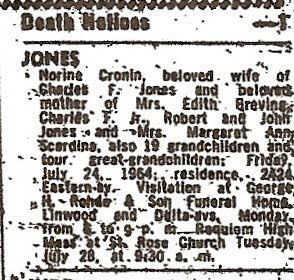 Death Notices
JONES
Norine Cronin, beloved wife of
Charles F. Jones and beloved
mother of Mrs. Edith Breving,
Charles F. Jr., Robert and John
Jones and Mrs. Margaret Ann
Scardina, also 19 grandchildren and
four great-grandchildren. Friday,
July 24, 1964, residence, 2424
Eastern-av. Visitation at George
H. Rohde & Son Funeral Home,
Linwood and Delta-avs, Monday,
from to 9 p. m. Requiem High
Mass at St. Rose Church Tuesday,
July 28, at 9:30 a. m.